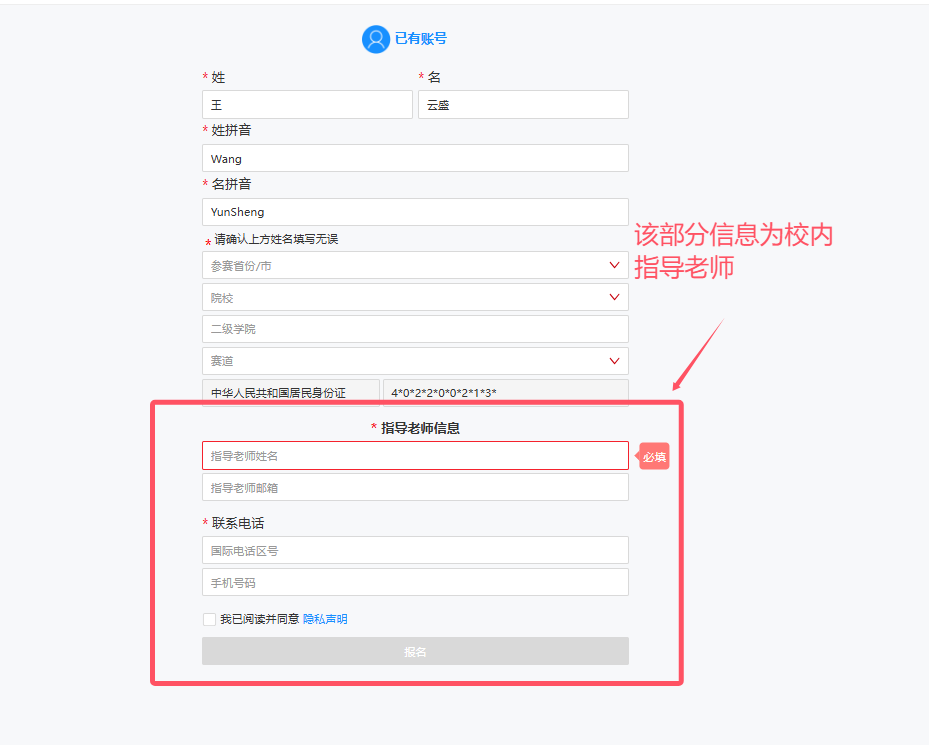 已有账号
* 姓 * 名
王 云盛
* 姓拼音
Wang
* 名拼音
YunSheng
* 请确认上方姓名填写无误
该部分信息为校内
指导老师
参赛省份/市
院校
二级学院
赛道
中华人民共和国居民身份证 4*0*2*2*0*0*2*1*3*
* 指导老师信息
指导老师姓名 必填
指导老师邮箱
* 联系电话
国际电话区号
手机号码
我已阅读并同意 隐私声明
报名